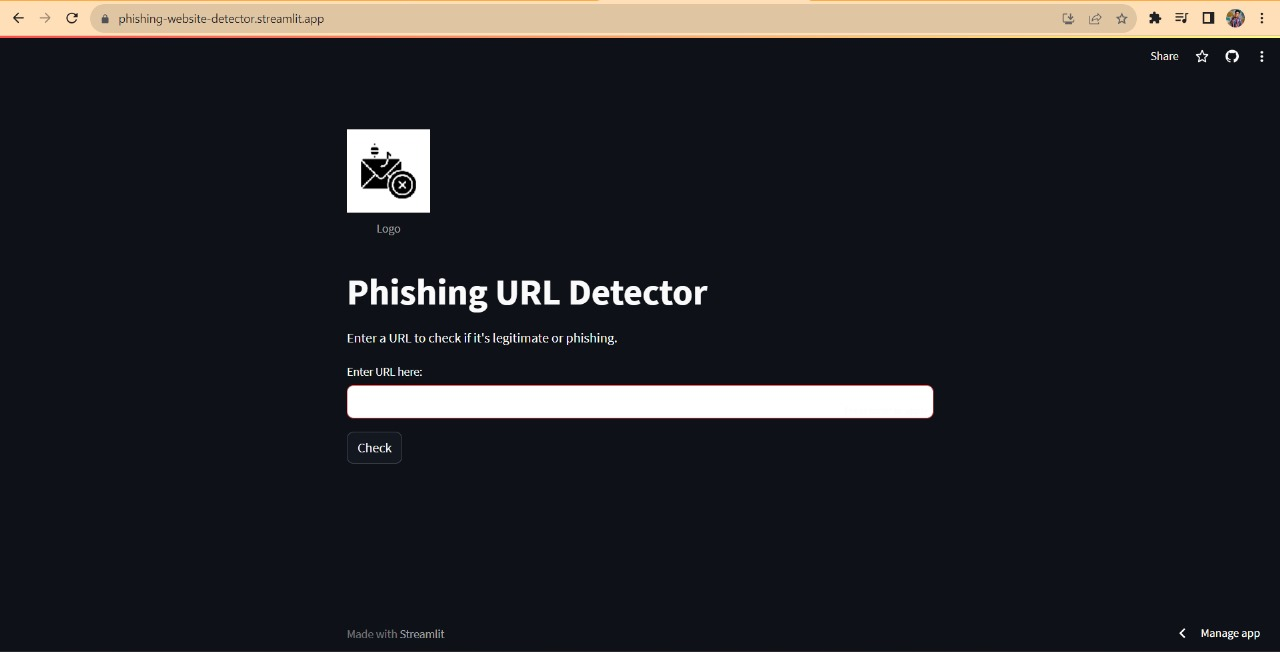 phishing-website-detector.streamlit.app
Share
Logo
Phishing URL Detector
Enter a URL to check if it's legitimate or phishing.
Enter URL here:
Check
Made with Streamlit
Manage app